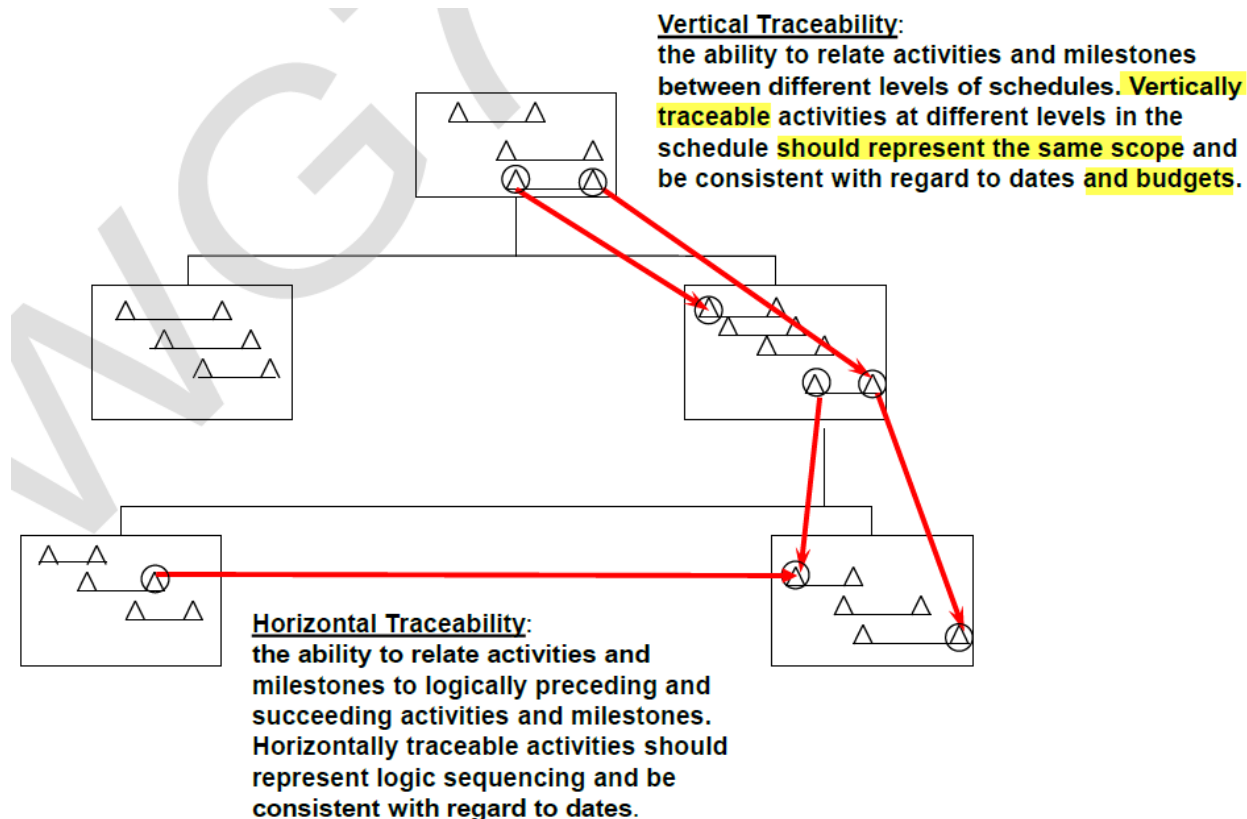 Vertical Traceability:
the ability to relate activities and milestones
between different levels of schedules. Vertically
traceable activities at different levels in the
schedule should represent the same scope and
be consistent with regard to dates and budgets.
Horizontal Traceability:
the ability to relate activities and
milestones to logically preceding and
succeeding activities and milestones.
Horizontally traceable activities should
represent logic sequencing and be
consistent with regard to dates.